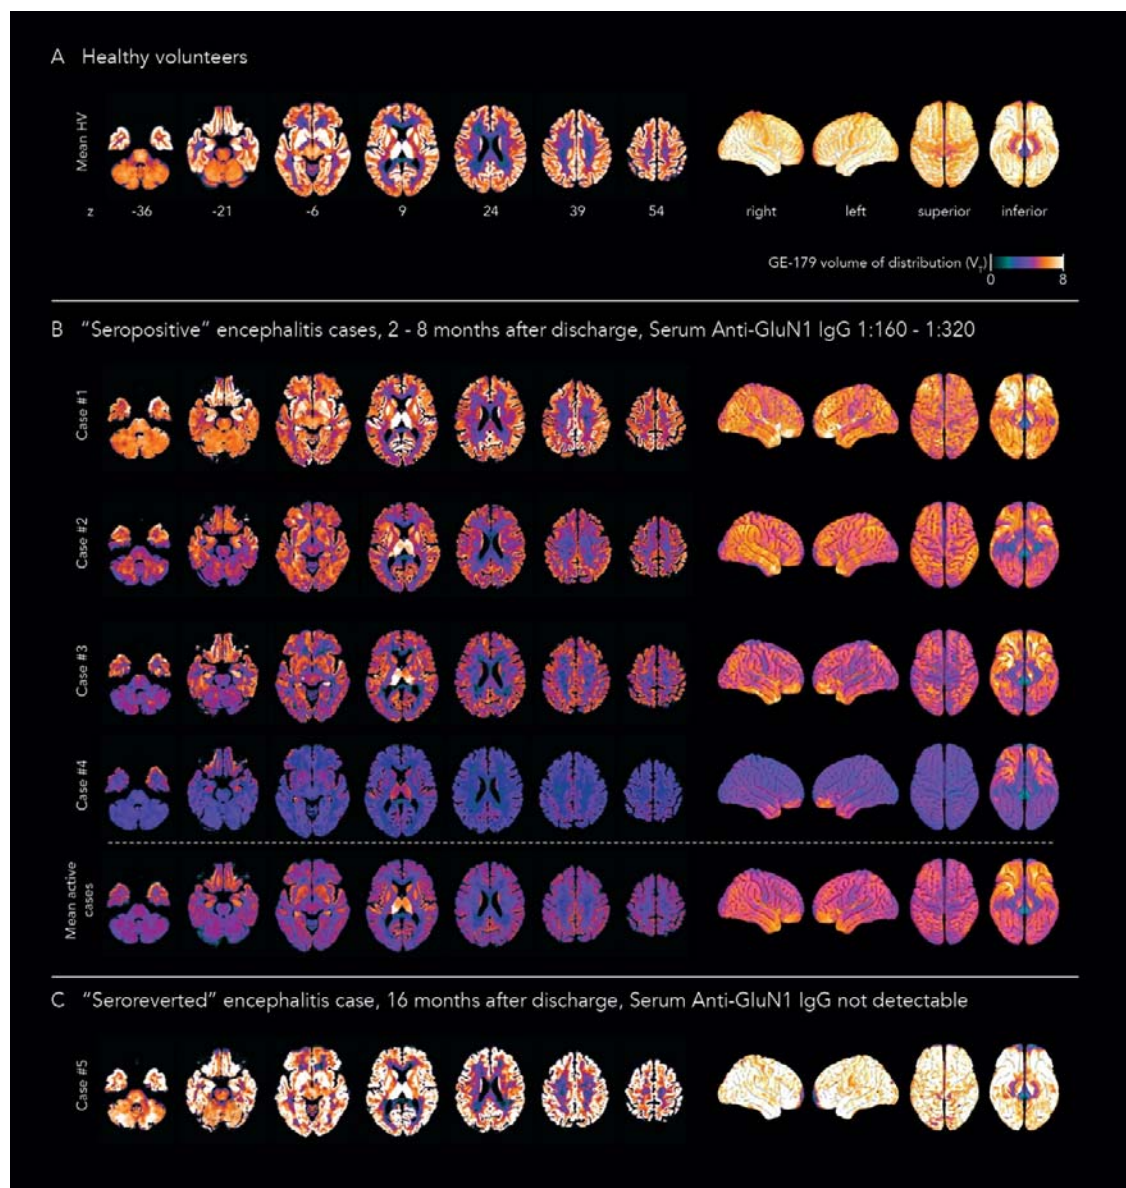 A Healthy volunteers
Mean HV
z -36 -21 -6 9 24 39 54 right left superior inferior
GE-179 volume of distribution (V_T)
0 8
B "Seropositive" encephalitis cases, 2 - 8 months after discharge, Serum Anti-GluN1 IgG 1:160 - 1:320
Case #1
Case #2
Case #3
Case #4
Mean active
cases
C "Seroreverted" encephalitis case, 16 months after discharge, Serum Anti-GluN1 IgG not detectable
Case #5